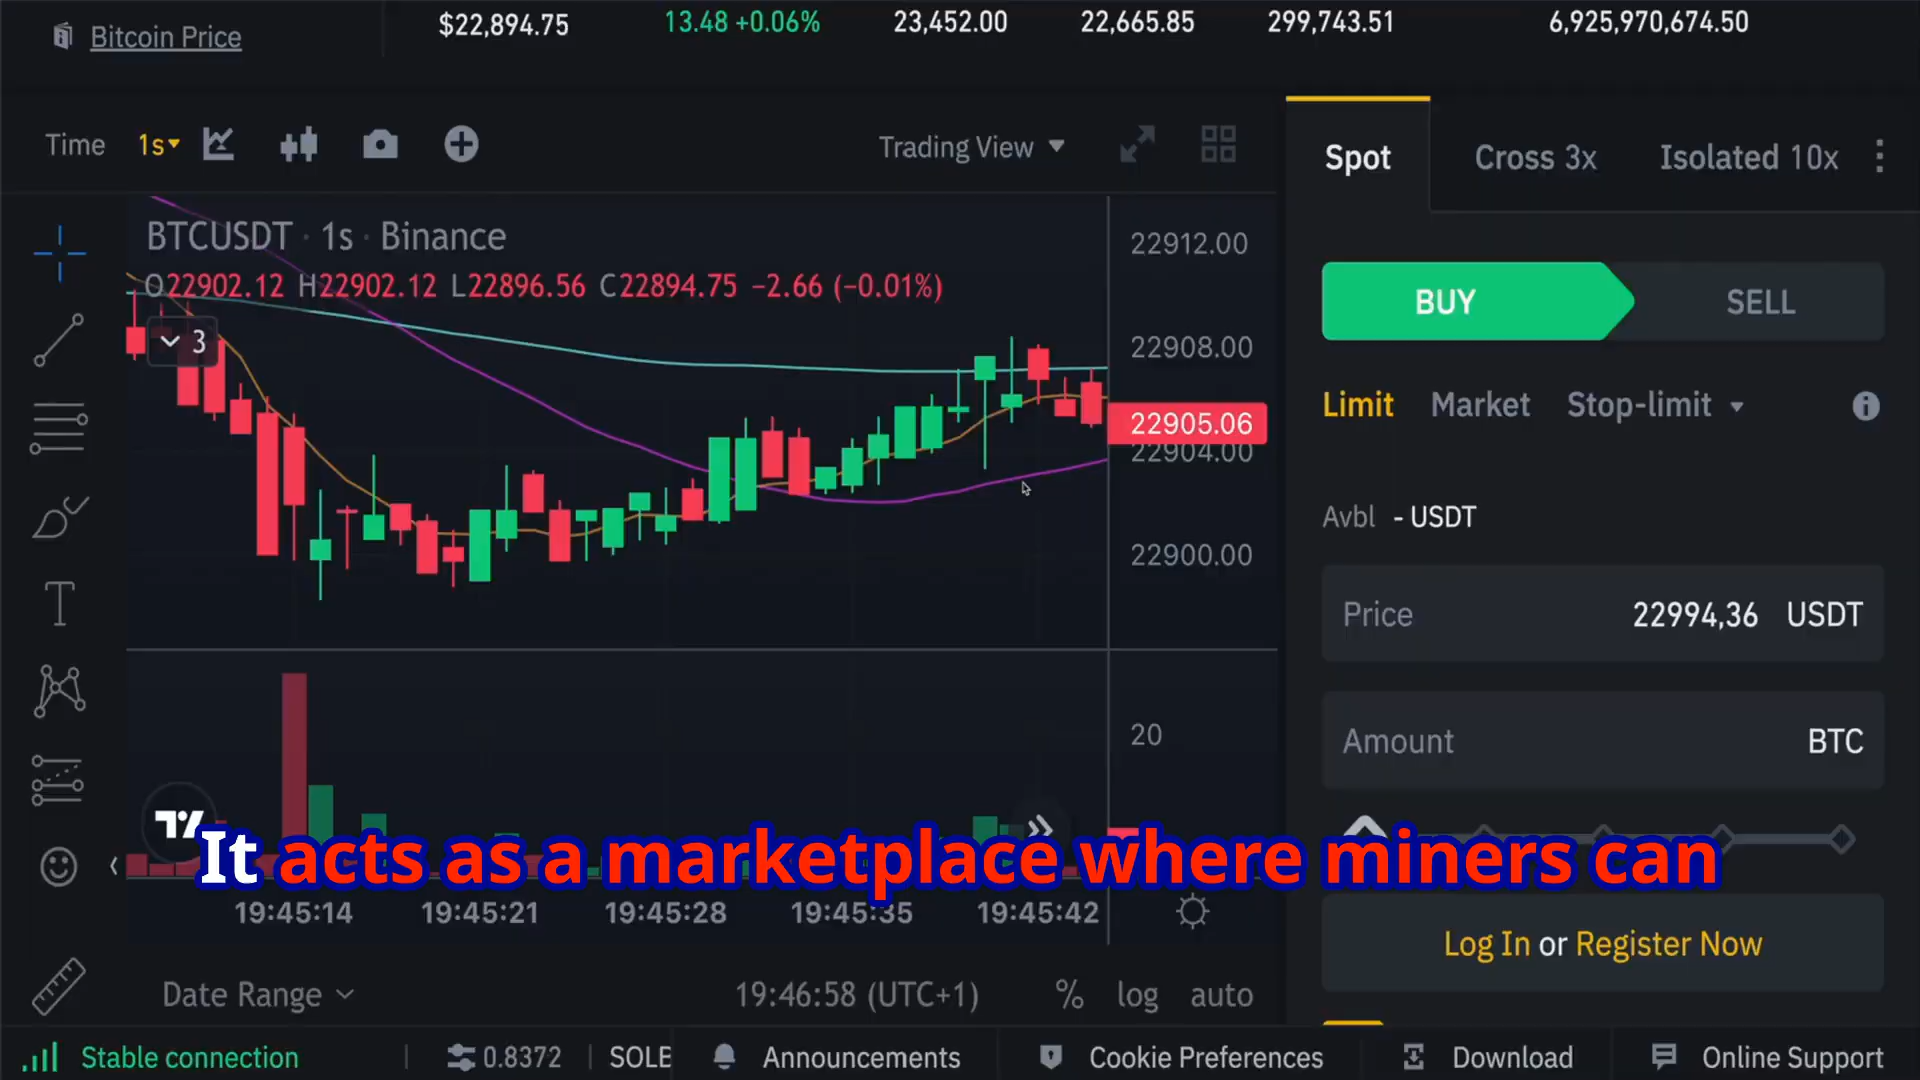 Bitcoin Price
$22,894.75 13.48 +0.06% 23,452.00 22,665.85 299,743.51 6,925,970,674.50
Time 1s Trading View
Spot Cross 3x Isolated 10x
BTCUSDT · 1s · Binance
O22902.12 H22902.12 L22896.56 C22894.75 −2.66 (−0.01%)
3
22912.00
22908.00
22905.06
22904.00
22900.00
20
BUY SELL
Limit Market Stop-limit
Avbl - USDT
Price 22994,36 USDT
Amount BTC
It acts as a marketplace where miners can
19:45:14 19:45:21 19:45:28 19:45:35 19:45:42
Log In or Register Now
Date Range 19:46:58 (UTC+1) % log auto
Stable connection 0.8372 SOLE Announcements Cookie Preferences Download Online Support